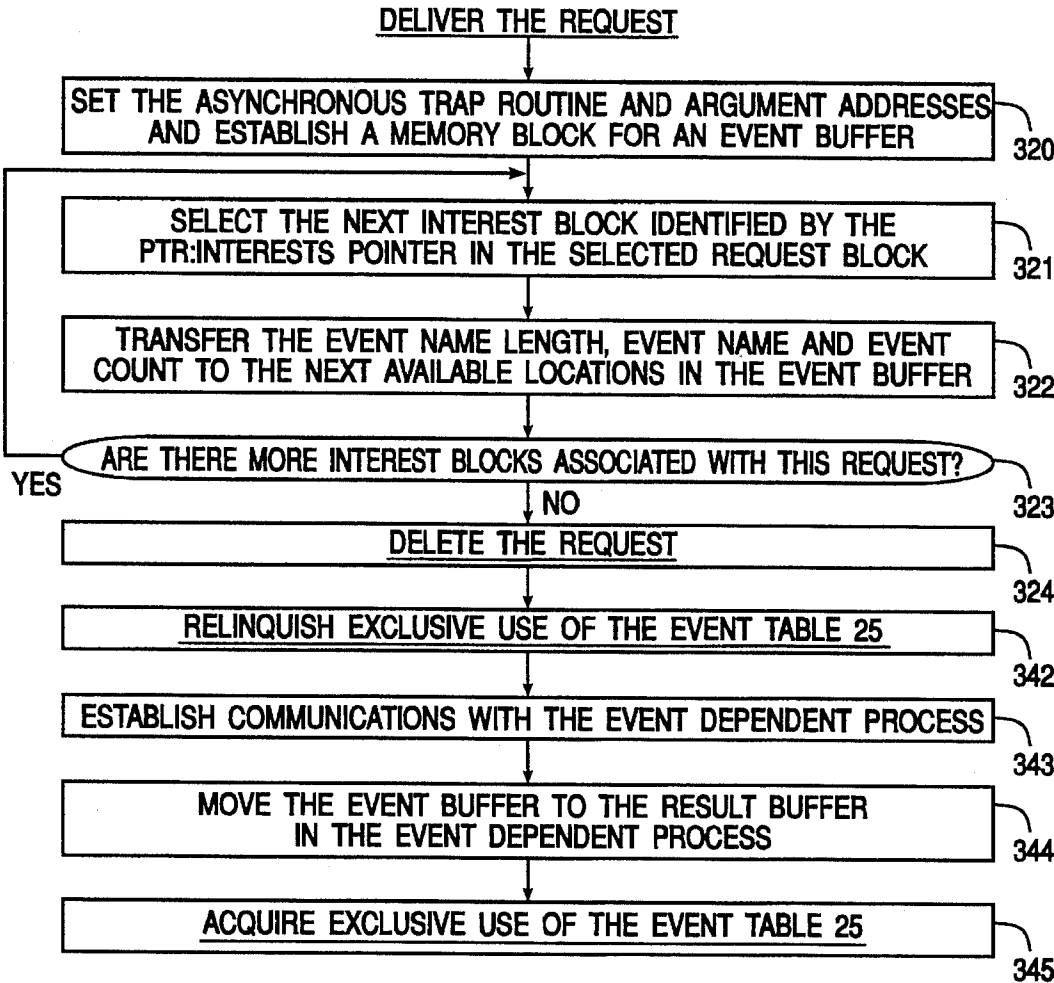 DELIVER THE REQUEST
SET THE ASYNCHRONOUS TRAP ROUTINE AND ARGUMENT ADDRESSES
AND ESTABLISH A MEMORY BLOCK FOR AN EVENT BUFFER
320
SELECT THE NEXT INTEREST BLOCK IDENTIFIED BY THE
PTR:INTERESTS POINTER IN THE SELECTED REQUEST BLOCK
321
TRANSFER THE EVENT NAME LENGTH, EVENT NAME AND EVENT
COUNT TO THE NEXT AVAILABLE LOCATIONS IN THE EVENT BUFFER
322
ARE THERE MORE INTEREST BLOCKS ASSOCIATED WITH THIS REQUEST?
YES
NO
323
DELETE THE REQUEST
324
RELINQUISH EXCLUSIVE USE OF THE EVENT TABLE 25
342
ESTABLISH COMMUNICATIONS WITH THE EVENT DEPENDENT PROCESS
343
MOVE THE EVENT BUFFER TO THE RESULT BUFFER
IN THE EVENT DEPENDENT PROCESS
344
ACQUIRE EXCLUSIVE USE OF THE EVENT TABLE 25
345